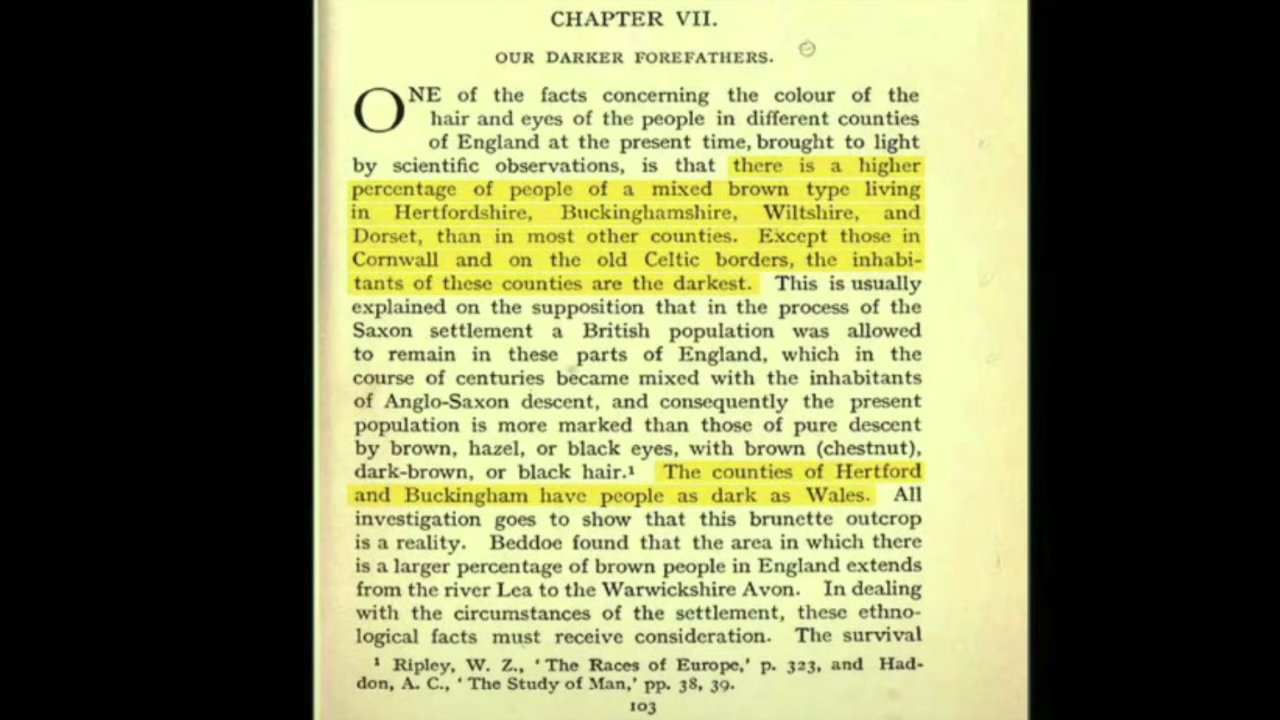 CHAPTER VII.
OUR DARKER FOREFATHERS.
ONE of the facts concerning the colour of the
hair and eyes of the people in different counties
of England at the present time, brought to light
by scientific observations, is that there is a higher
percentage of people of a mixed brown type living
in Hertfordshire, Buckinghamshire, Wiltshire, and
Dorset, than in most other counties. Except those in
Cornwall and on the old Celtic borders, the inhabi-
tants of these counties are the darkest. This is usually
explained on the supposition that in the process of the
Saxon settlement a British population was allowed
to remain in these parts of England, which in the
course of centuries became mixed with the inhabitants
of Anglo-Saxon descent, and consequently the present
population is more marked than those of pure descent
by brown, hazel, or black eyes, with brown (chestnut),
dark-brown, or black hair.¹ The counties of Hertford
and Buckingham have people as dark as Wales. All
investigation goes to show that this brunette outcrop
is a reality. Beddoe found that the area in which there
is a larger percentage of brown people in England extends
from the river Lea to the Warwickshire Avon. In dealing
with the circumstances of the settlement, these ethno-
logical facts must receive consideration. The survival
¹ Ripley, W. Z., ‘The Races of Europe,’ p. 323, and Had-
don, A. C., ‘The Study of Man,’ pp. 38, 39.
103